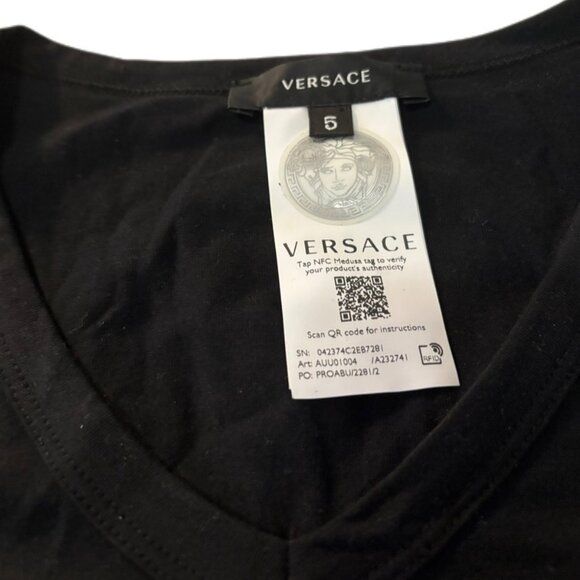 VERSACE
5
VERSACE
Tap NFC Medusa tag to verify
your product's authenticity
Scan QR code for instructions
SN: 042374C2EB7281
Art: AUU01004 /A232741
PO: PROABU/2281/2
RFID